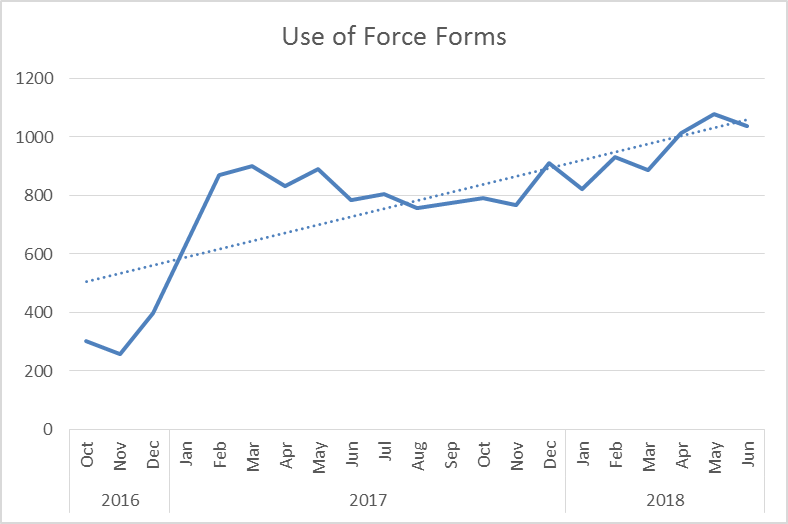 Use of Force Forms
1200
1000
800
600
400
200
0
Oct Nov Dec Jan Feb Mar Apr May Jun Jul Aug Sep Oct Nov Dec Jan Feb Mar Apr May Jun
2016 2017 2018